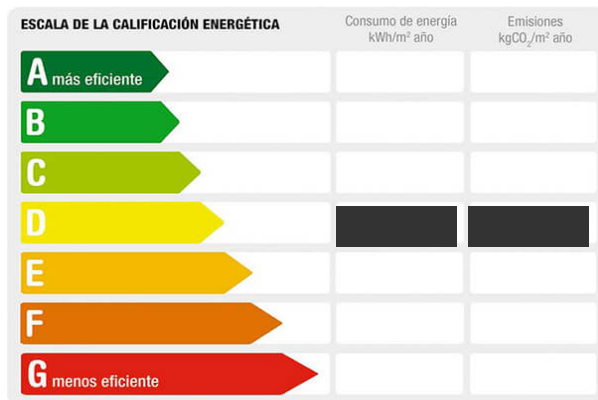 ESCALA DE LA CALIFICACIÓN ENERGÉTICA
Consumo de energía
kWh/m² año
Emisiones
kgCO₂/m² año
A más eficiente
B
C
D
E
F
G menos eficiente